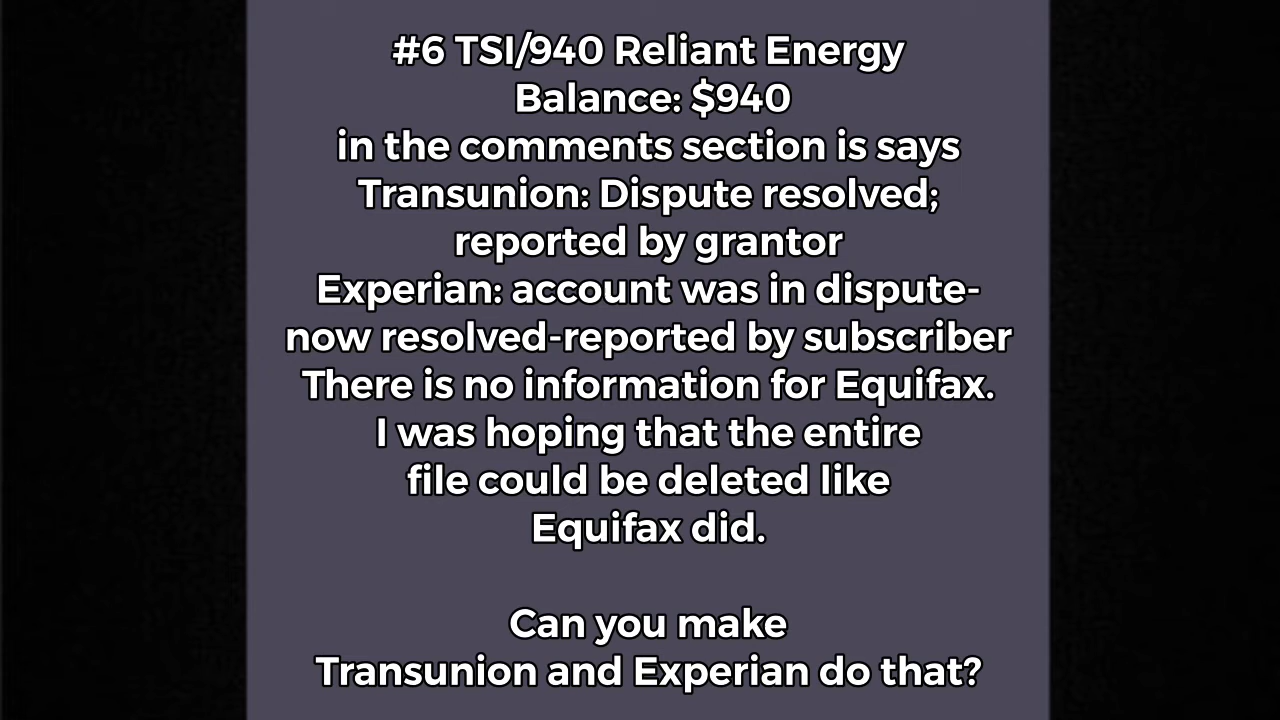 #6 TSI/940 Reliant Energy
Balance: $940
in the comments section is says
Transunion: Dispute resolved;
reported by grantor
Experian: account was in dispute-
now resolved-reported by subscriber
There is no information for Equifax.
I was hoping that the entire
file could be deleted like
Equifax did.
Can you make
Transunion and Experian do that?